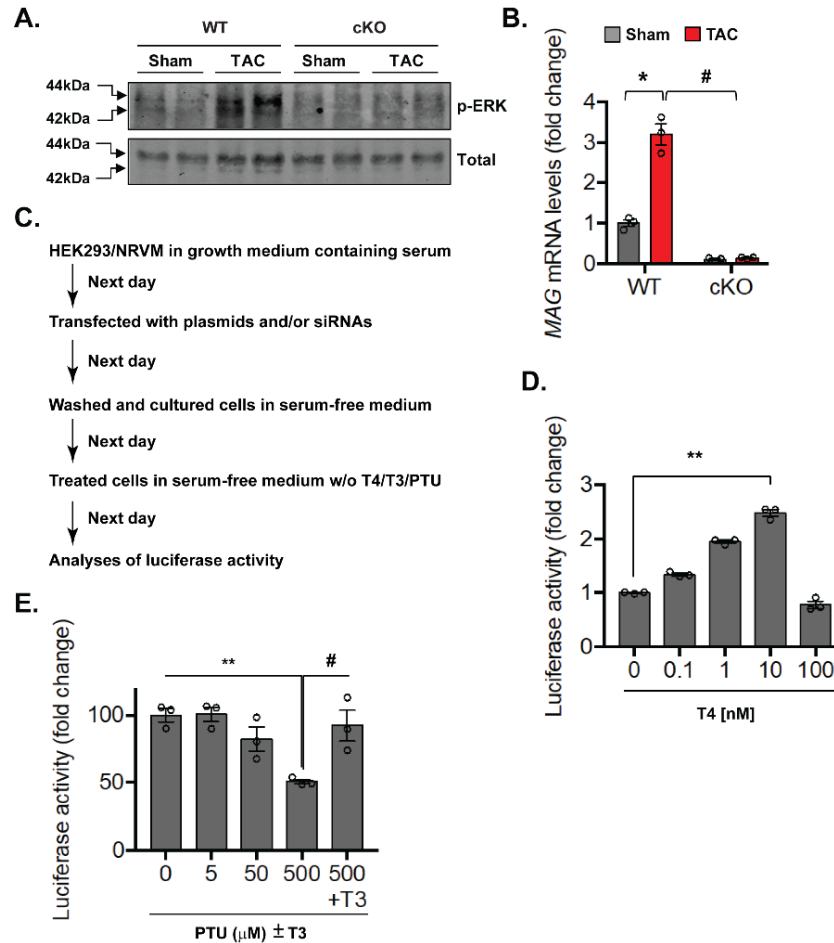 A.
WT cKO
Sham TAC Sham TAC
44kDa
42kDa
p-ERK
44kDa
42kDa
Total
B.
Sham TAC
* #
MAG mRNA levels (fold change)
4
3
2
1
0
WT cKO
C.
HEK293/NRVM in growth medium containing serum
Next day
Transfected with plasmids and/or siRNAs
Next day
Washed and cultured cells in serum-free medium
Next day
Treated cells in serum-free medium w/o T4/T3/PTU
Next day
Analyses of luciferase activity
D.
Luciferase activity (fold change)
**
3
2
1
0
0 0.1 1 10 100
T4 [nM]
E.
Luciferase activity (fold change)
** #
100
50
0
0 5 50 500 500
+T3
PTU (μM) ± T3